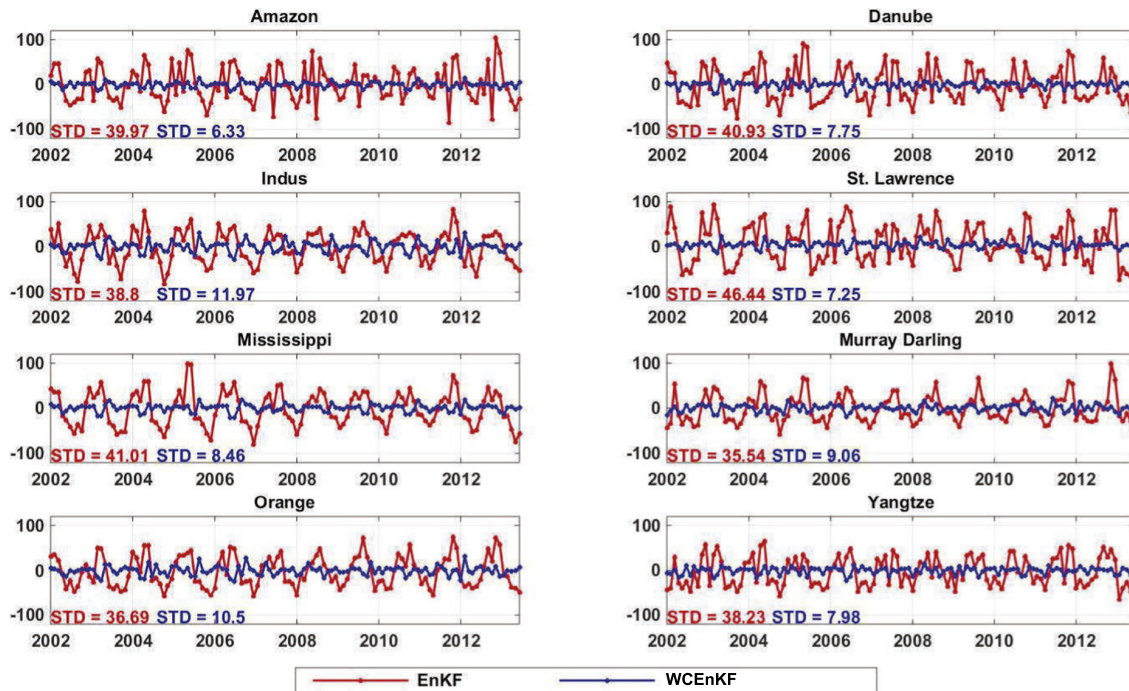 Amazon
100
0
-100
STD = 39.97 STD = 6.33
2002 2004 2006 2008 2010 2012
Danube
100
0
-100
STD = 40.93 STD = 7.75
2002 2004 2006 2008 2010 2012
Indus
100
0
-100
STD = 38.8 STD = 11.97
2002 2004 2006 2008 2010 2012
St. Lawrence
100
0
-100
STD = 46.44 STD = 7.25
2002 2004 2006 2008 2010 2012
Mississippi
100
0
-100
STD = 41.01 STD = 8.46
2002 2004 2006 2008 2010 2012
Murray Darling
100
0
-100
STD = 35.54 STD = 9.06
2002 2004 2006 2008 2010 2012
Orange
100
0
-100
STD = 36.69 STD = 10.5
2002 2004 2006 2008 2010 2012
Yangtze
100
0
-100
STD = 38.23 STD = 7.98
2002 2004 2006 2008 2010 2012
EnKF WCEnKF